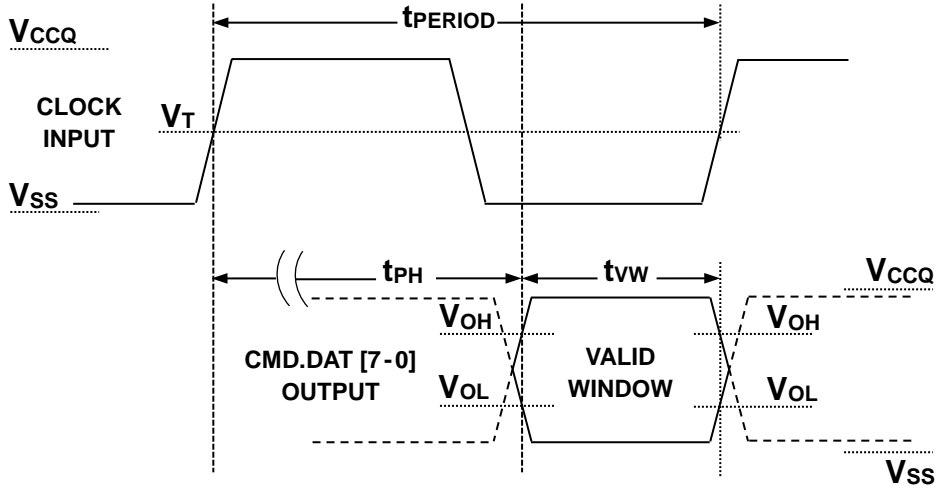 tPERIOD
VCCQ
CLOCK
INPUT
VT
VSS
tPH
tVW
VCCQ
VOH
VOH
CMD.DAT [7-0]
OUTPUT
VALID
WINDOW
VOL
VOL
VSS